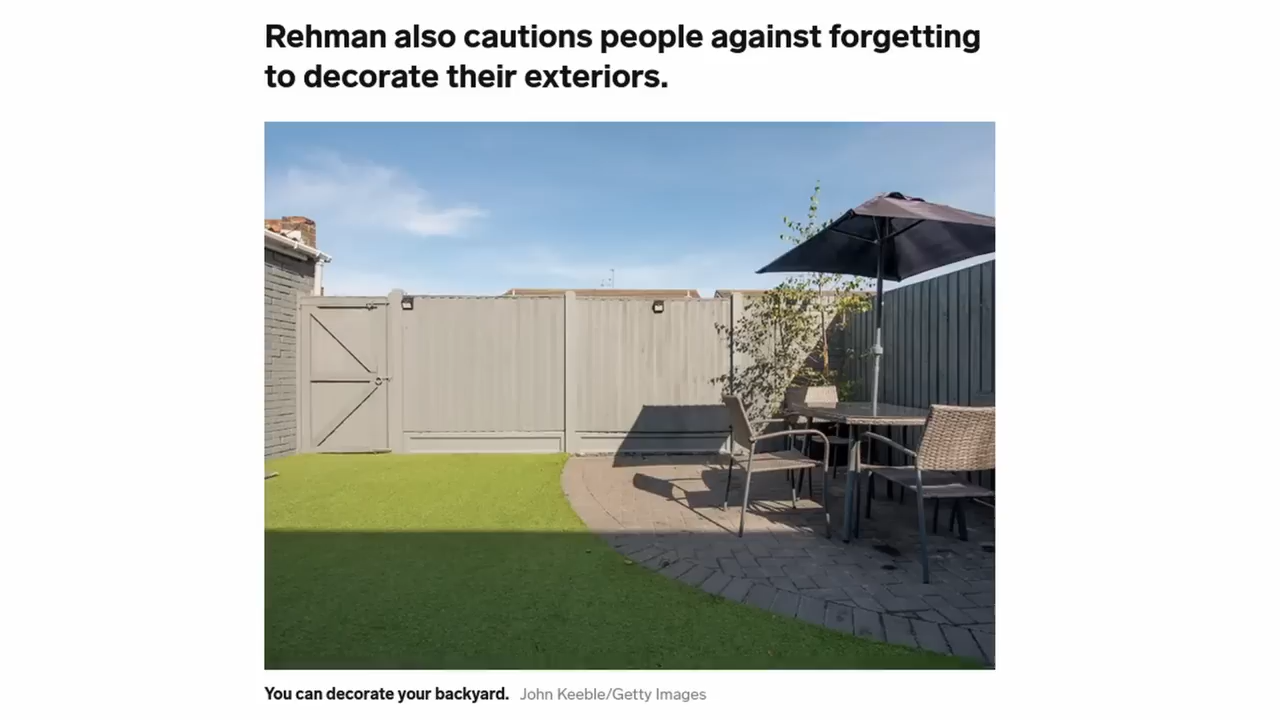 Rehman also cautions people against forgetting
to decorate their exteriors.
You can decorate your backyard. John Keeble/Getty Images